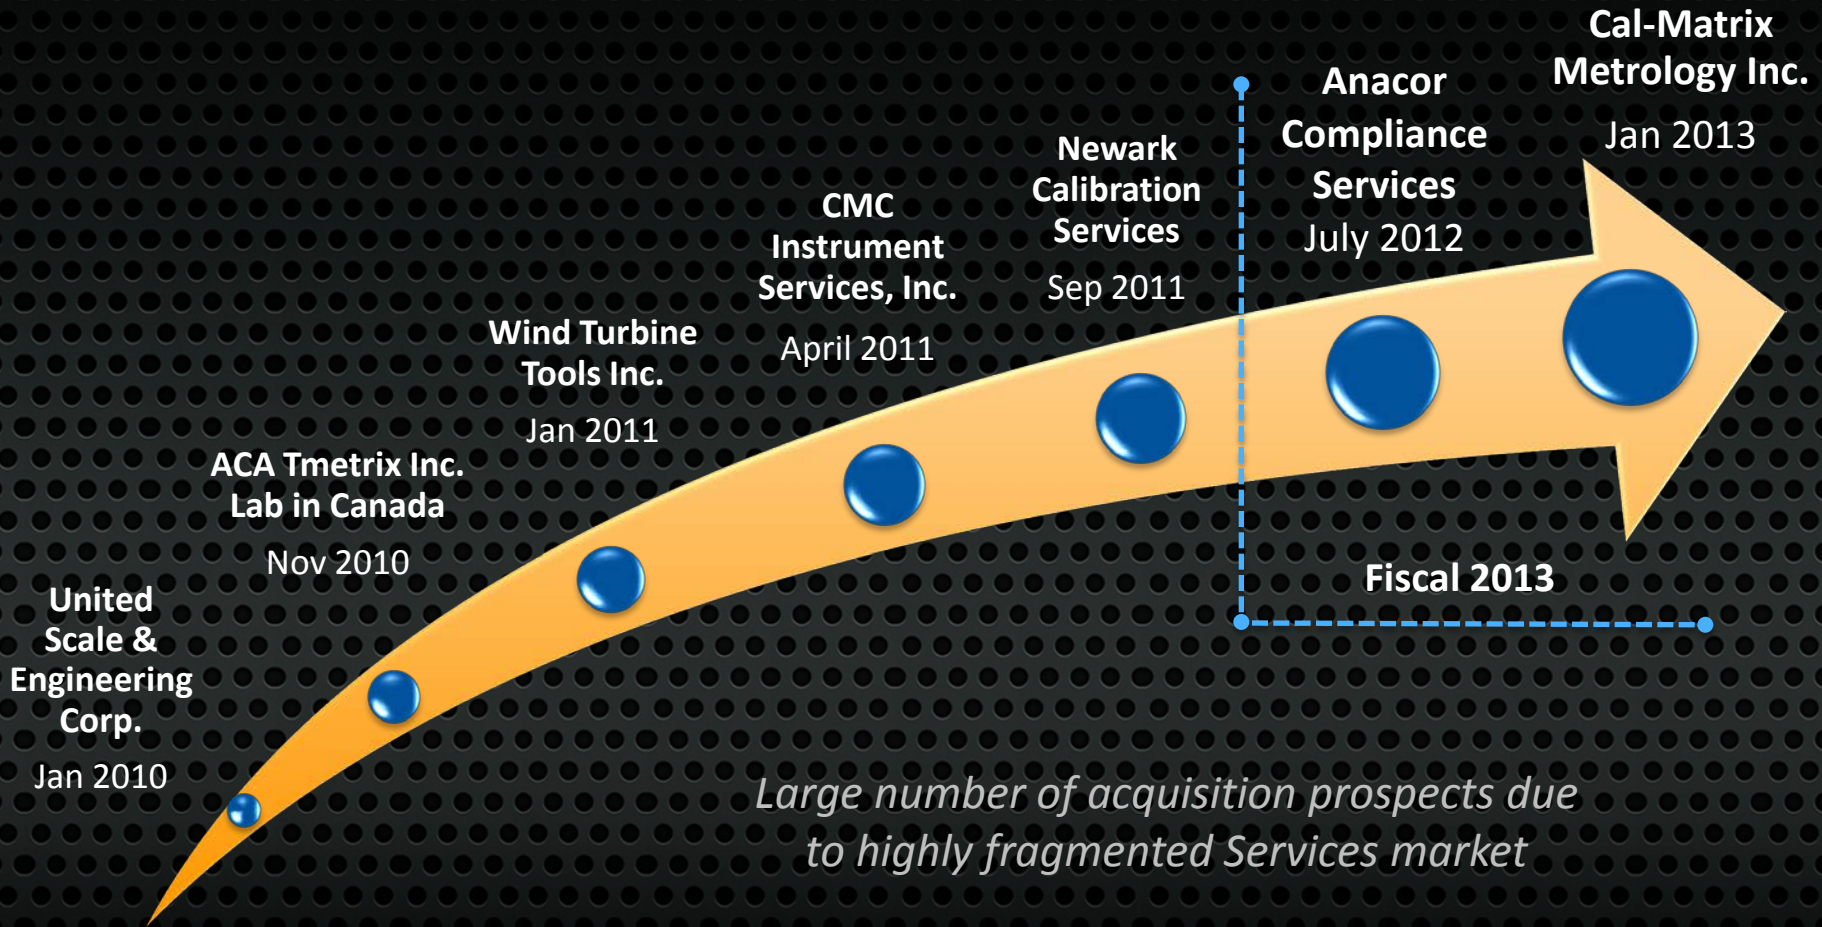 United
Scale &
Engineering
Corp.
Jan 2010
ACA Tmetrix Inc.
Lab in Canada
Nov 2010
Wind Turbine
Tools Inc.
Jan 2011
CMC
Instrument
Services, Inc.
April 2011
Newark
Calibration
Services
Sep 2011
Anacor
Compliance
Services
July 2012
Cal-Matrix
Metrology Inc.
Jan 2013
Fiscal 2013
Large number of acquisition prospects due
to highly fragmented Services market